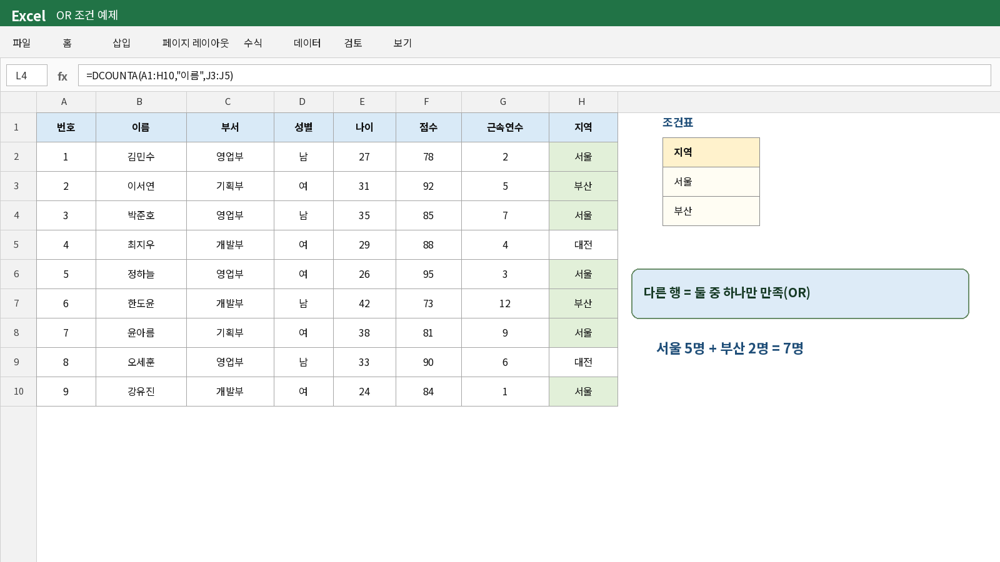 Excel OR 조건 예제
파일 홈 삽입 페이지 레이아웃 수식 데이터 검토 보기
L4 fx =DCOUNTA(A1:H10,"이름",J3:J5)
A B C D E F G H
1 번호 이름 부서 성별 나이 점수 근속연수 지역
2 1 김민수 영업부 남 27 78 2 서울
3 2 이서연 기획부 여 31 92 5 부산
4 3 박준호 영업부 남 35 85 7 서울
5 4 최지우 개발부 여 29 88 4 대전
6 5 정하늘 영업부 여 26 95 3 서울
7 6 한도윤 개발부 남 42 73 12 부산
8 7 윤아름 기획부 여 38 81 9 서울
9 8 오세훈 영업부 남 33 90 6 대전
10 9 강유진 개발부 여 24 84 1 서울
조건표
지역
서울
부산
다른 행 = 둘 중 하나만 만족(OR)
서울 5명 + 부산 2명 = 7명